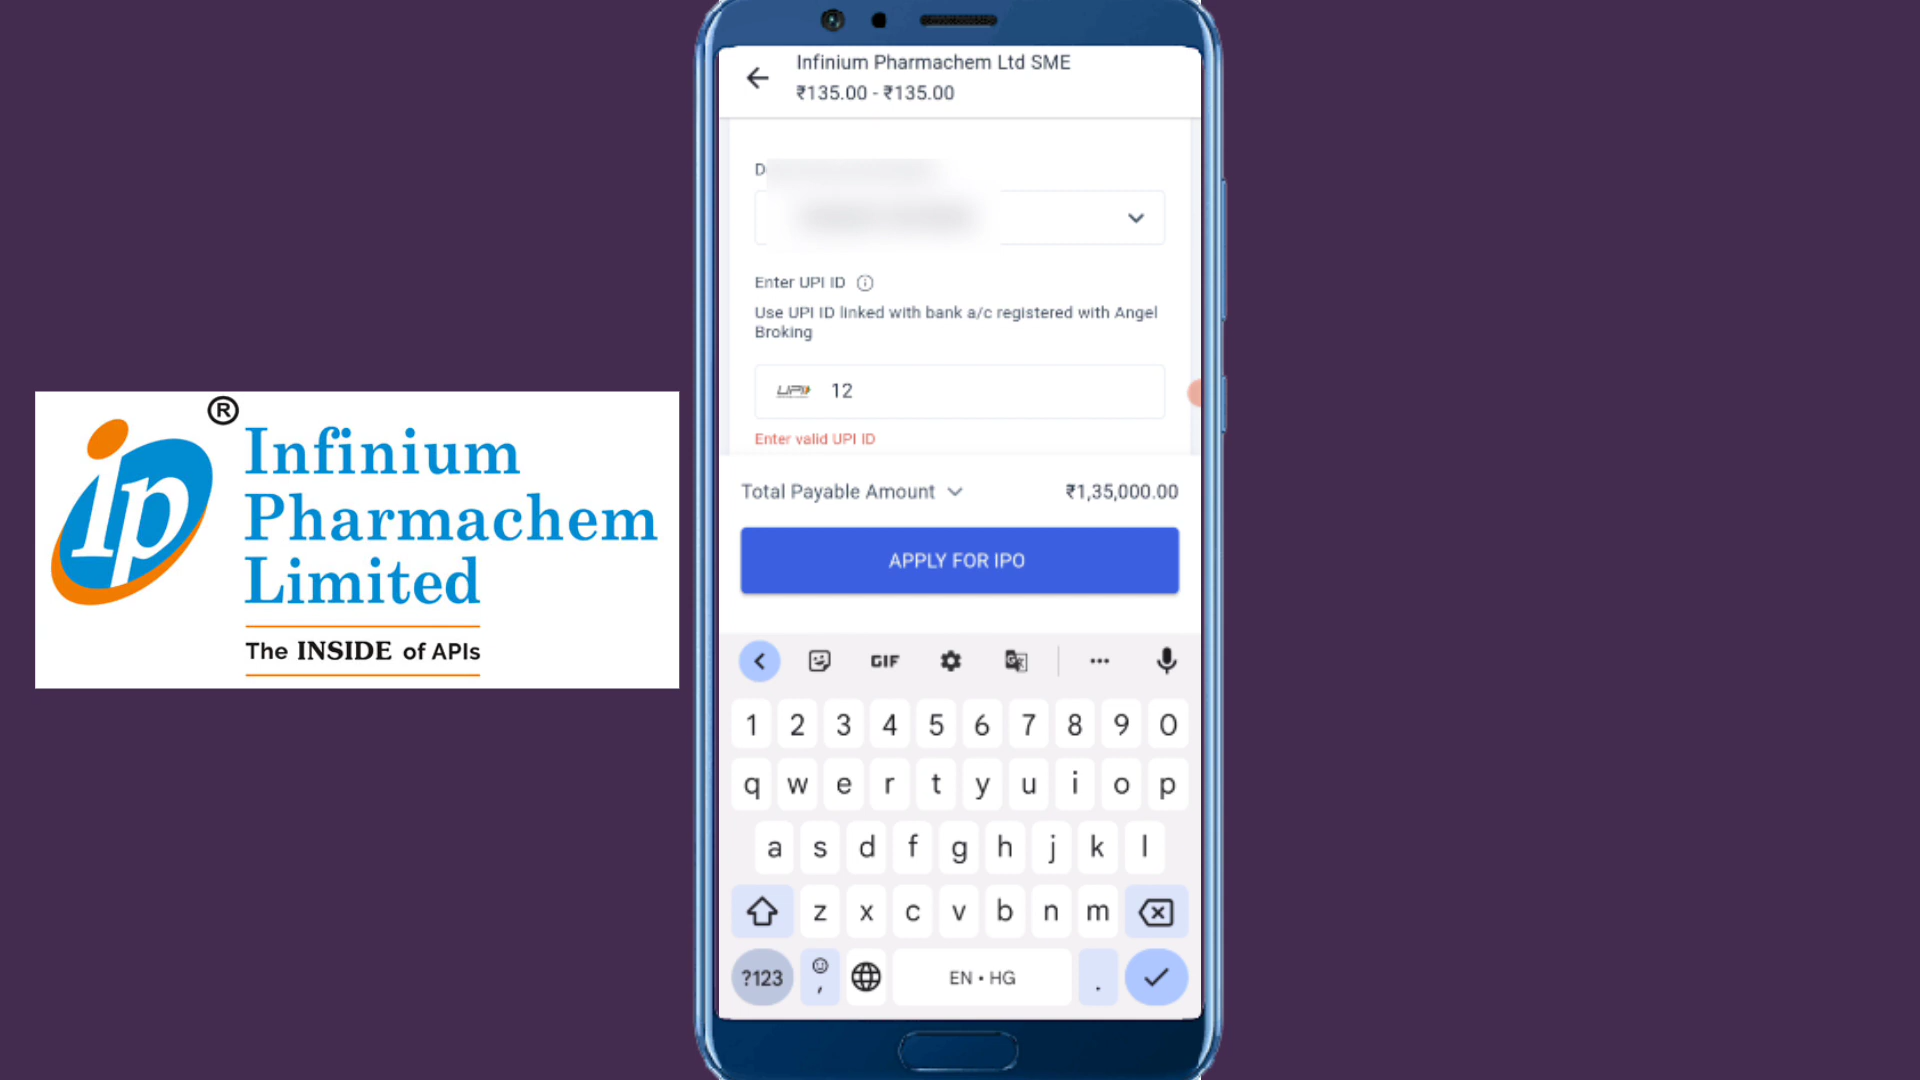 Infinium Pharmachem Ltd SME
₹135.00 - ₹135.00
Enter UPI ID
Use UPI ID linked with bank a/c registered with Angel
Broking
UPI 12
Enter valid UPI ID
Total Payable Amount ₹1,35,000.00
APPLY FOR IPO
GIF
1 2 3 4 5 6 7 8 9 0
q w e r t y u i o p
a s d f g h j k l
z x c v b n m
?123 , EN • HG .
ip ®
Infinium
Pharmachem
Limited
The INSIDE of APIs